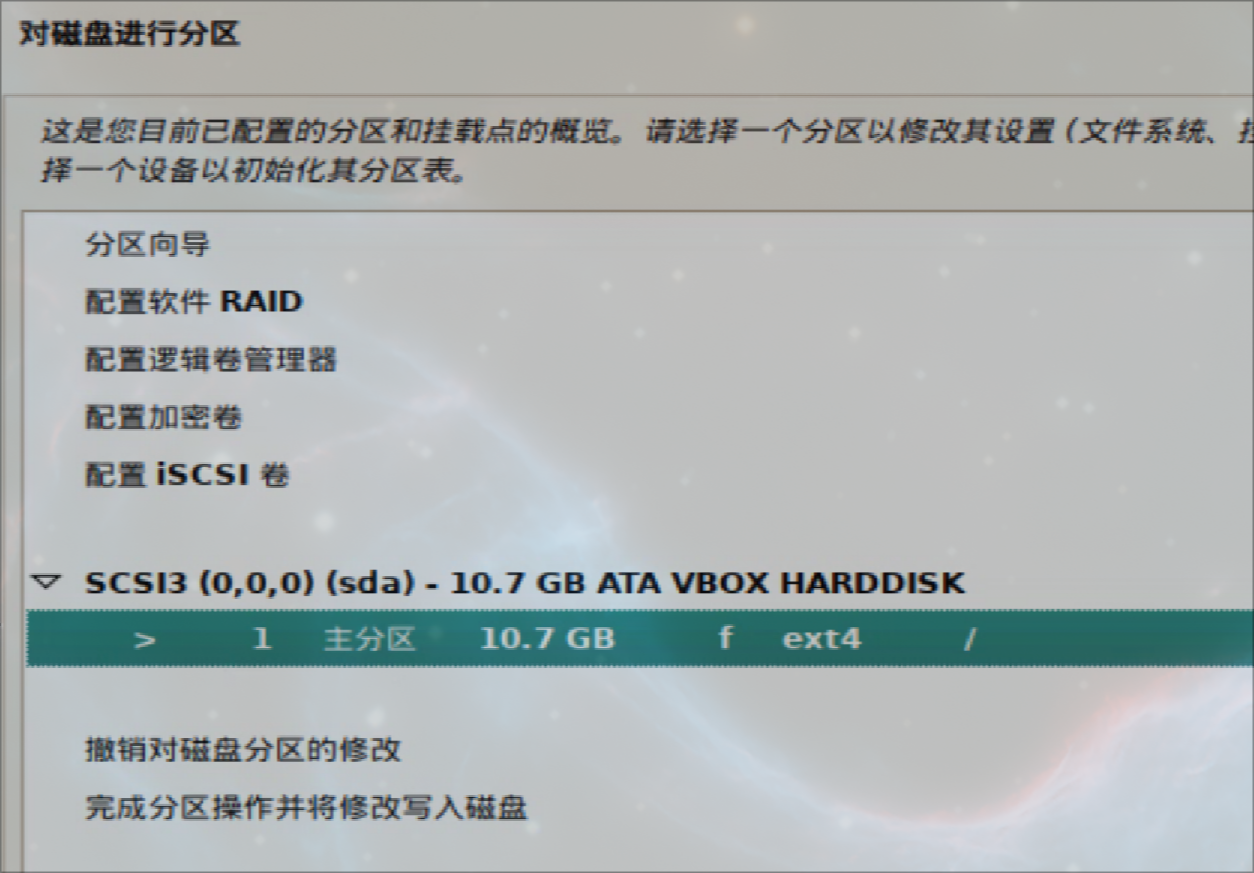 对磁盘进行分区
这是您目前已配置的分区和挂载点的概览。请选择一个分区以修改其设置（文件系统、
择一个设备以初始化其分区表。
分区向导
配置软件 RAID
配置逻辑卷管理器
配置加密卷
配置 iSCSI 卷
SCSI3 (0,0,0) (sda) - 10.7 GB ATA VBOX HARDDISK
> 1 主分区 10.7 GB f ext4 /
撤销对磁盘分区的修改
完成分区操作并将修改写入磁盘